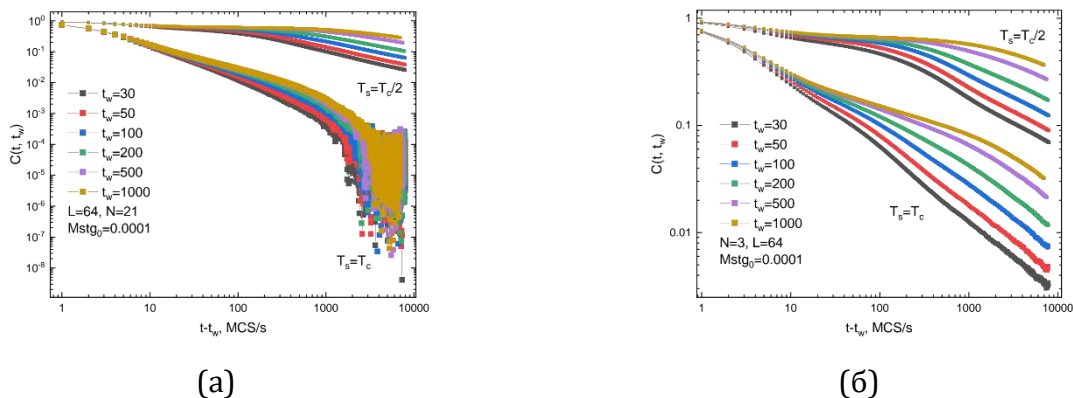 C(t, t_w)
10^0
10^-1
10^-2
10^-3
10^-4
10^-5
10^-6
10^-7
10^-8
T_s=T_c/2
t_w=30
t_w=50
t_w=100
t_w=200
t_w=500
t_w=1000
L=64, N=21
Mstg_0=0.0001
T_s=T_c
1 10 100 1000 10000
t-t_w, MCS/s
(а)
C(t, t_w)
1
0.1
0.01
T_s=T_c/2
t_w=30
t_w=50
t_w=100
t_w=200
t_w=500
t_w=1000
T_s=T_c
N=3, L=64
Mstg_0=0.0001
1 10 100 1000 10000
t-t_w, MCS/s
(б)